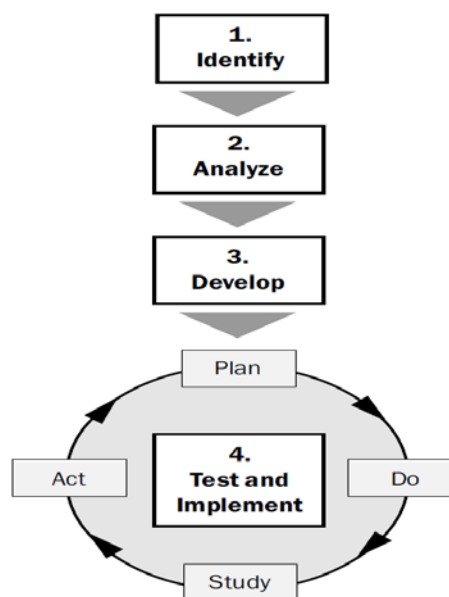 1.
Identify
2.
Analyze
3.
Develop
Plan
4.
Test and
Implement
Act
Do
Study